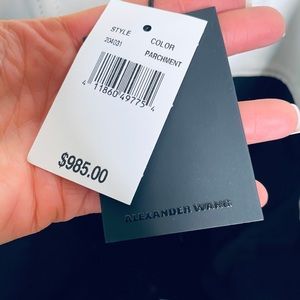 STYLE
204031
COLOR
PARCHMENT
4 11860 49775 4
$985.00
ALEXANDER WANG